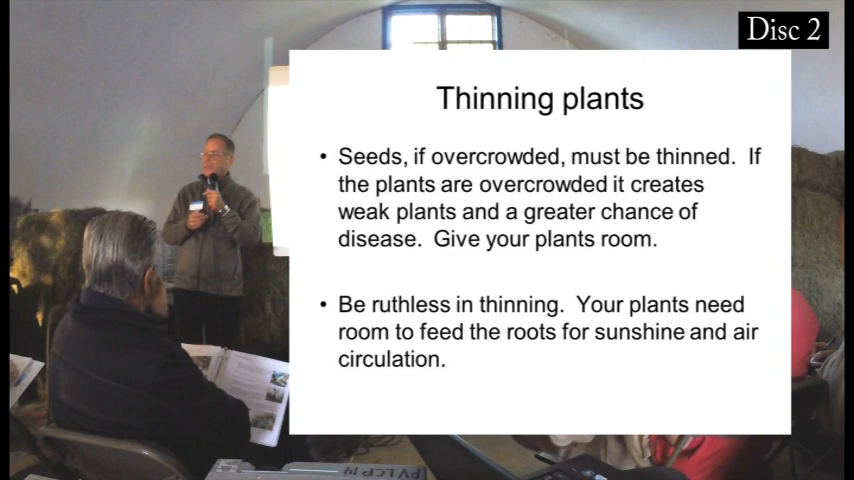 Disc 2
Thinning plants
• Seeds, if overcrowded, must be thinned.  If
the plants are overcrowded it creates
weak plants and a greater chance of
disease.  Give your plants room.
• Be ruthless in thinning.  Your plants need
room to feed the roots for sunshine and air
circulation.
PVLCP14